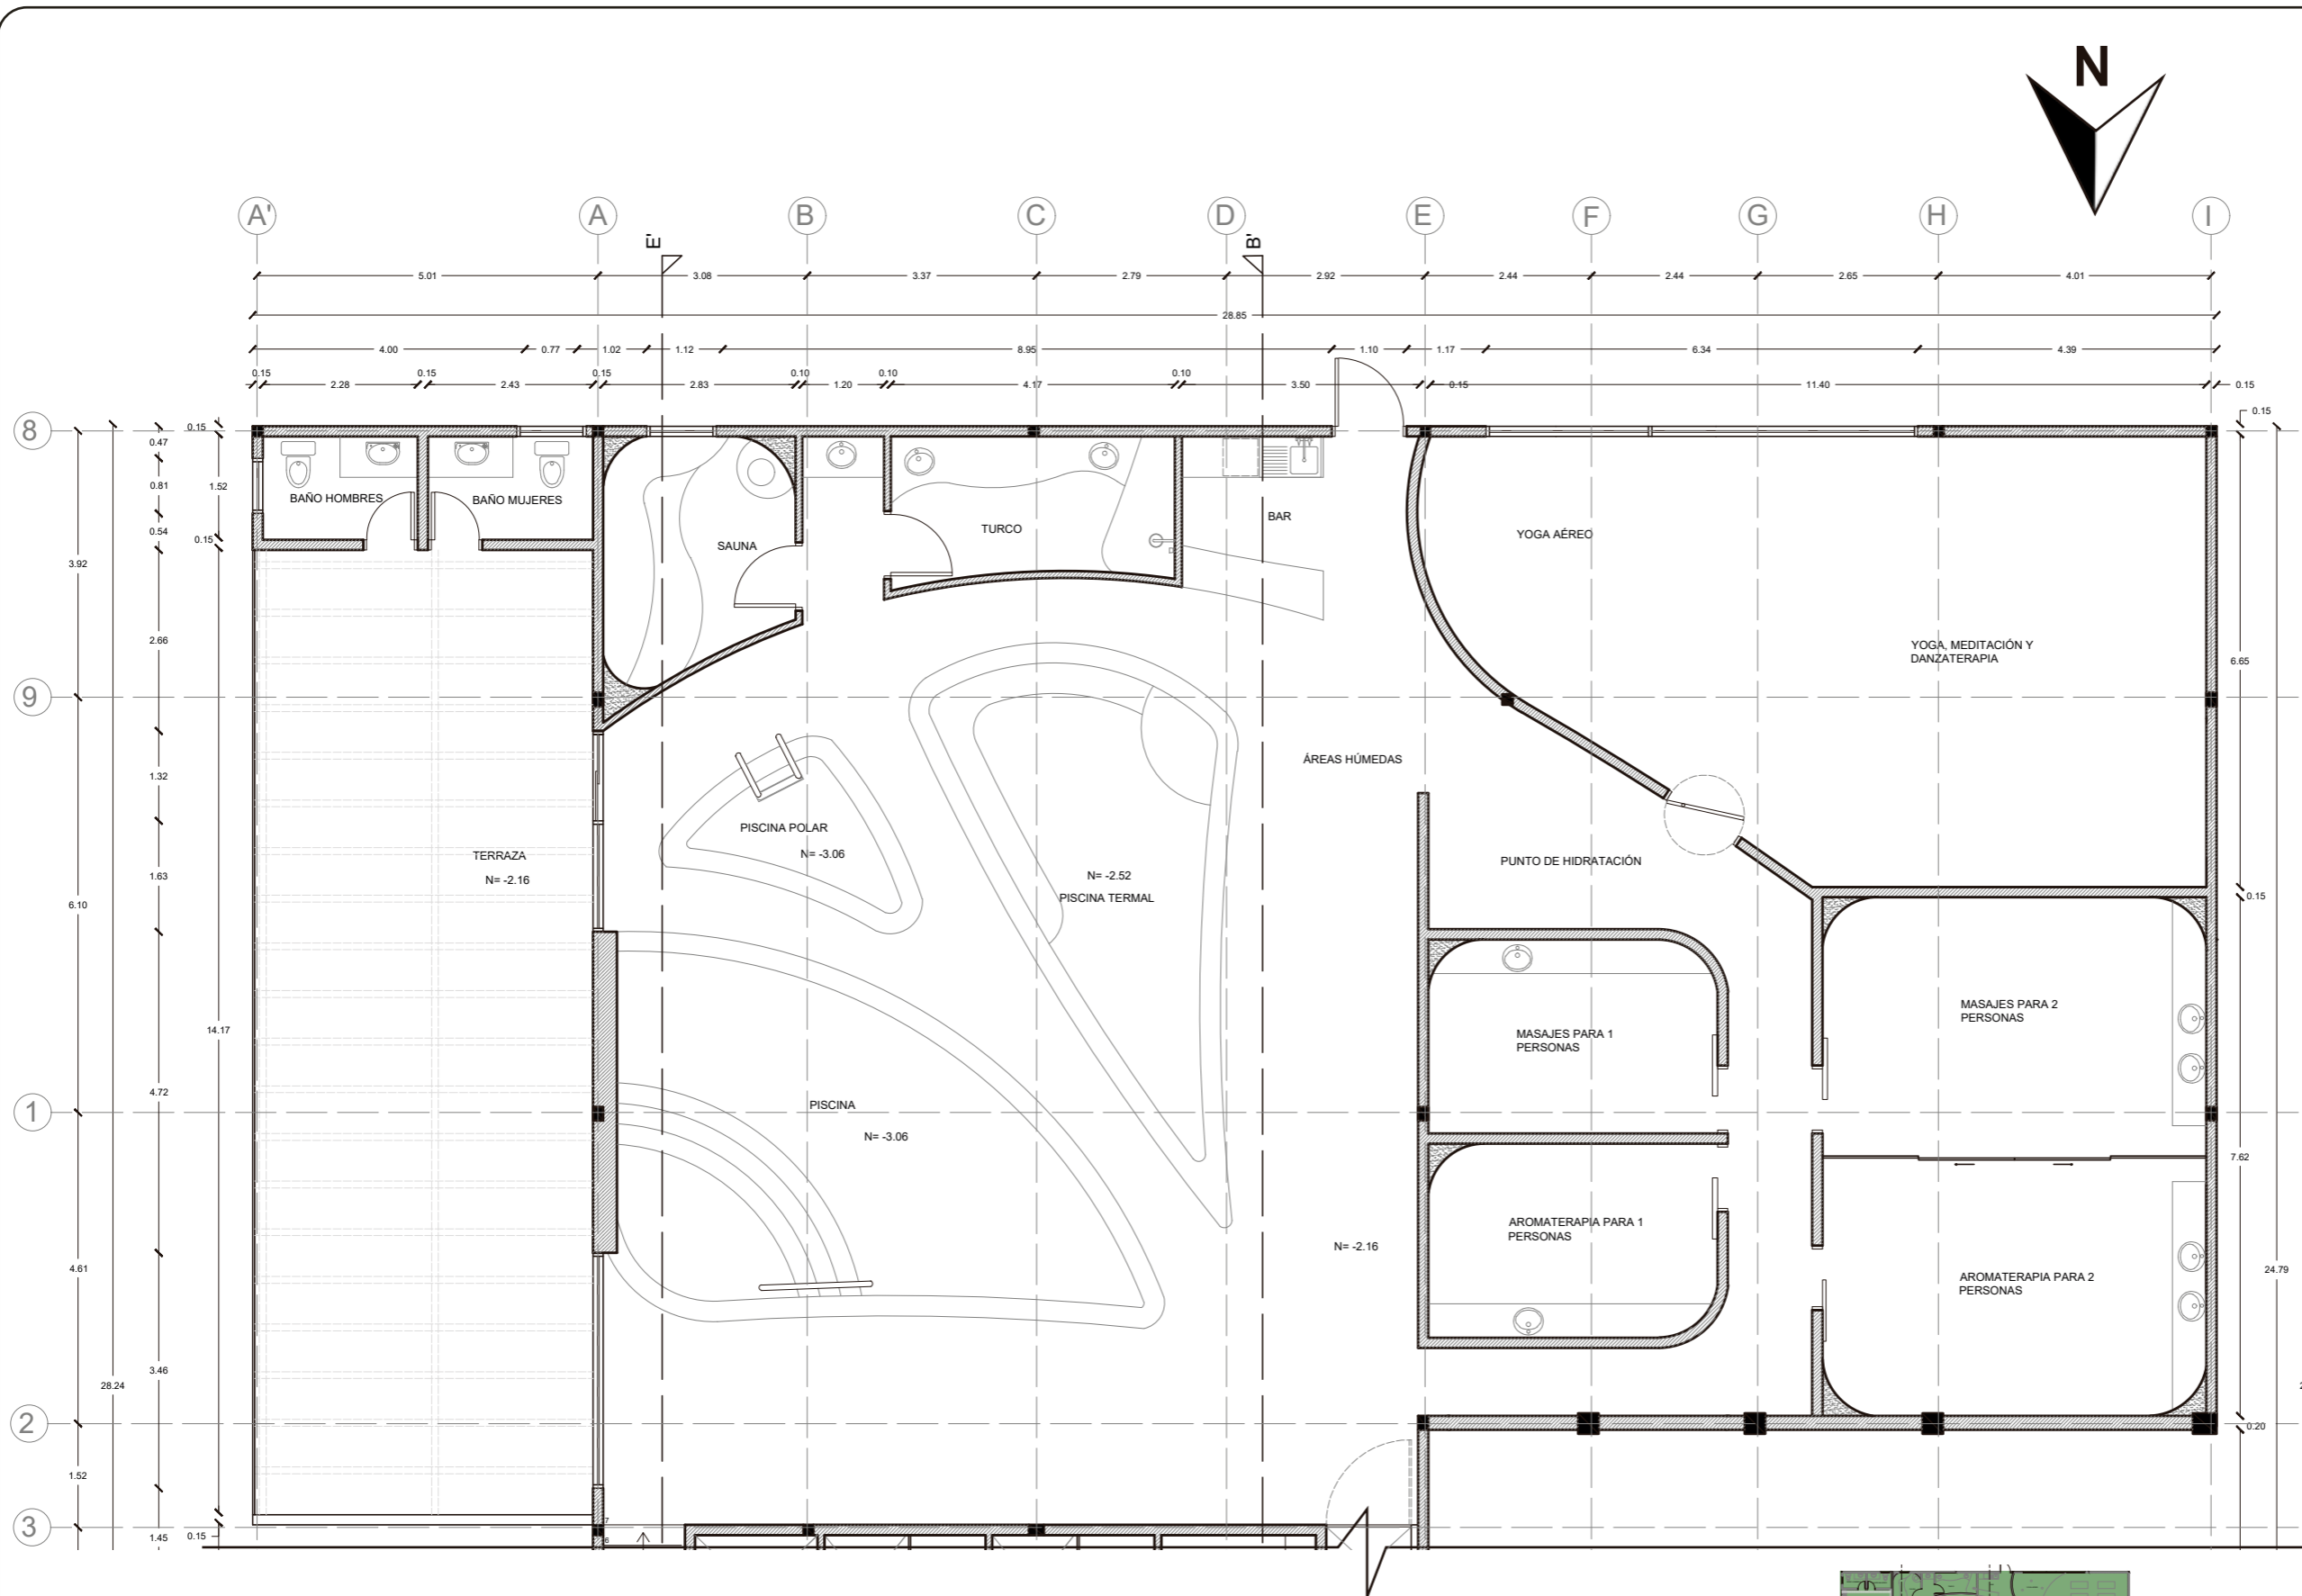 N
A'
A
B
C
D
E
F
G
H
I
E'
B'
5.01
3.08
3.37
2.79
2.92
2.44
2.44
2.65
4.01
28.85
4.00
0.77
1.02
1.12
8.95
1.10
1.17
6.34
4.39
0.15
2.28
0.15
2.43
0.15
2.83
0.10
1.20
0.10
4.17
0.10
3.50
0.15
11.40
0.15
8
9
1
2
3
3.92
6.10
4.61
1.52
28.24
0.47
0.81
0.54
2.66
1.32
1.63
4.72
3.46
1.45
0.15
1.52
0.15
14.17
0.15
BAÑO HOMBRES
BAÑO MUJERES
SAUNA
TURCO
BAR
YOGA AÉREO
YOGA, MEDITACIÓN Y
DANZATERAPIA
ÁREAS HÚMEDAS
PISCINA POLAR
N= -3.06
TERRAZA
N= -2.16
N= -2.52
PISCINA TERMAL
PUNTO DE HIDRATACIÓN
MASAJES PARA 1
PERSONAS
MASAJES PARA 2
PERSONAS
PISCINA
N= -3.06
AROMATERAPIA PARA 1
PERSONAS
N= -2.16
AROMATERAPIA PARA 2
PERSONAS
0.15
6.65
0.15
7.62
0.20
24.79
7
6